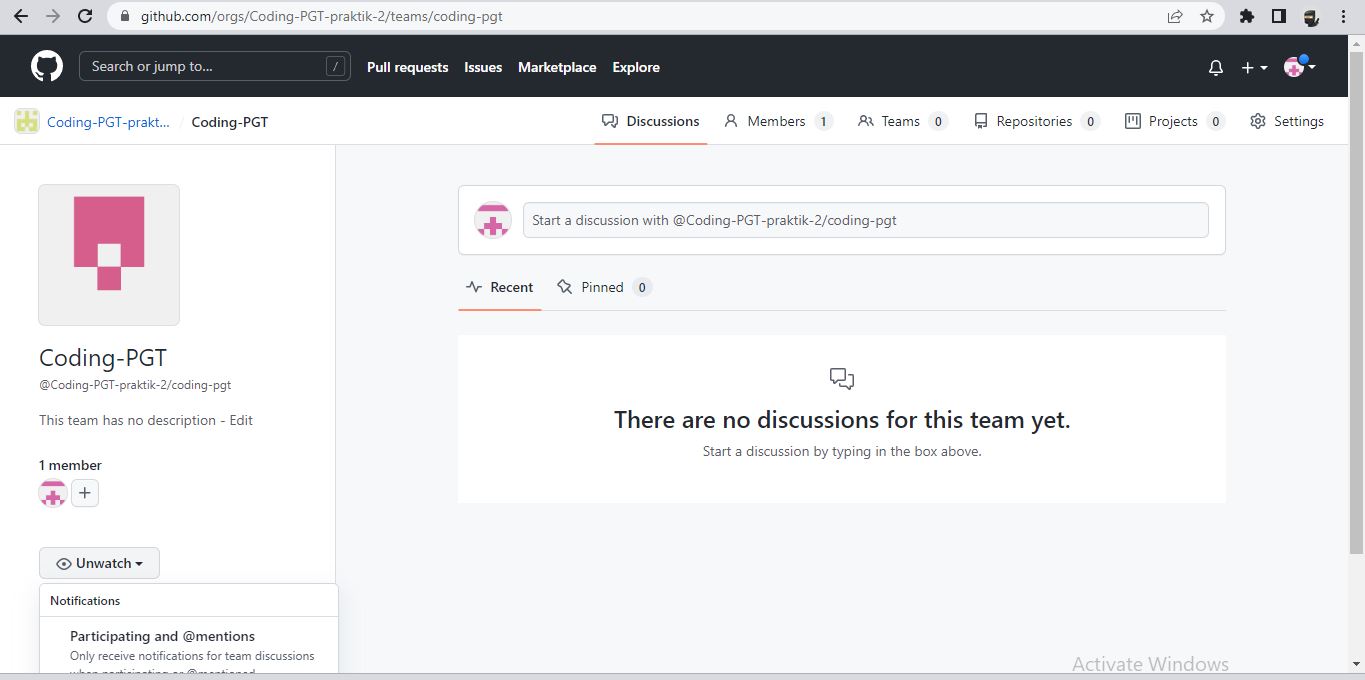 github.com/orgs/Coding-PGT-praktik-2/teams/coding-pgt
Search or jump to... / Pull requests Issues Marketplace Explore
Coding-PGT-prakt... / Coding-PGT Discussions Members 1 Teams 0 Repositories 0 Projects 0 Settings
Start a discussion with @Coding-PGT-praktik-2/coding-pgt
Recent Pinned 0
Coding-PGT
@Coding-PGT-praktik-2/coding-pgt
This team has no description - Edit
1 member
There are no discussions for this team yet.
Start a discussion by typing in the box above.
Unwatch
Notifications
Participating and @mentions
Only receive notifications for team discussions
when participating or @mentioned
Activate Windows